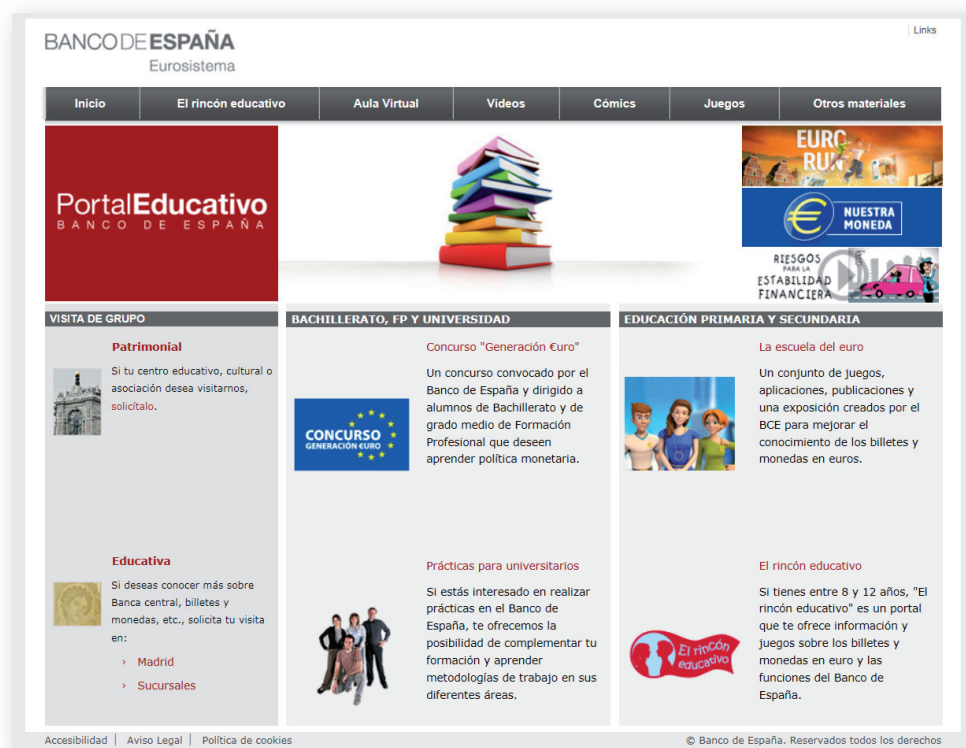 Links
BANCO DE ESPAÑA
Eurosistema
Inicio
El rincón educativo
Aula Virtual
Videos
Cómics
Juegos
Otros materiales
PortalEducativo
BANCO DE ESPAÑA
EURO
RUN
NUESTRA
MONEDA
RIESGOS
PARA LA
ESTABILIDAD
FINANCIERA
VISITA DE GRUPO
Patrimonial
Si tu centro educativo, cultural o
asociación desea visitarnos,
solicítalo.
Educativa
Si deseas conocer más sobre
Banca central, billetes y
monedas, etc., solicita tu visita
en:
› Madrid
› Sucursales
BACHILLERATO, FP Y UNIVERSIDAD
Concurso "Generación €uro"
CONCURSO
GENERACIÓN €URO
Un concurso convocado por el
Banco de España y dirigido a
alumnos de Bachillerato y de
grado medio de Formación
Profesional que deseen
aprender política monetaria.
Prácticas para universitarios
Si estás interesado en realizar
prácticas en el Banco de
España, te ofrecemos la
posibilidad de complementar tu
formación y aprender
metodologías de trabajo en sus
diferentes áreas.
EDUCACIÓN PRIMARIA Y SECUNDARIA
La escuela del euro
Un conjunto de juegos,
aplicaciones, publicaciones y
una exposición creados por el
BCE para mejorar el
conocimiento de los billetes y
monedas en euros.
El rincón educativo
El rincón
educativo
Si tienes entre 8 y 12 años, "El
rincón educativo" es un portal
que te ofrece información y
juegos sobre los billetes y
monedas en euro y las
funciones del Banco de
España.
Accesibilidad | Aviso Legal | Política de cookies
© Banco de España. Reservados todos los derechos